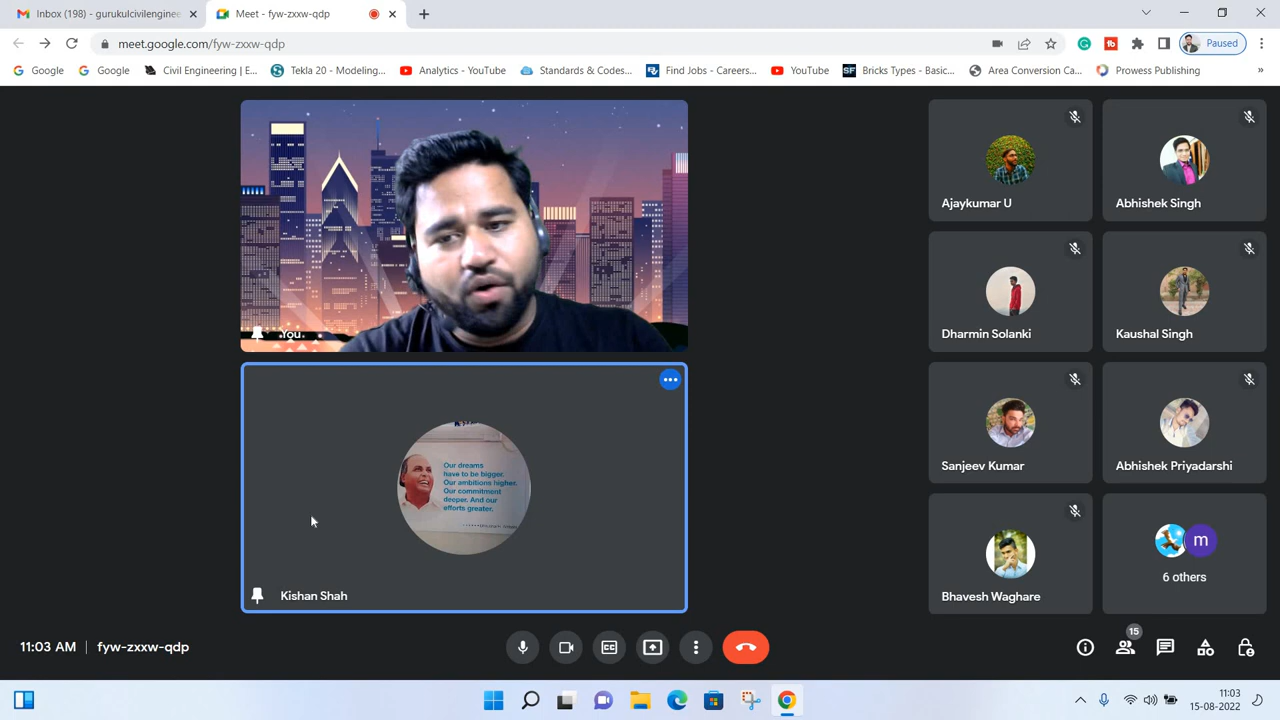 Inbox (198) - gurukulcivilenginee
Meet - fyw-zxxw-qdp
meet.google.com/fyw-zxxw-qdp
Paused
Google
Google
Civil Engineering | E...
Tekla 20 - Modeling...
Analytics - YouTube
Standards & Codes...
Find Jobs - Careers...
YouTube
Bricks Types - Basic...
Area Conversion Ca...
Prowess Publishing
»
You
Ajaykumar U
Abhishek Singh
Dharmin Solanki
Kaushal Singh
Our dreams
have to be bigger.
Our ambitions higher.
Our commitment
deeper. And our
efforts greater.
Kishan Shah
Sanjeev Kumar
Abhishek Priyadarshi
Bhavesh Waghare
m
6 others
11:03 AM | fyw-zxxw-qdp
CC
15
11:03
15-08-2022